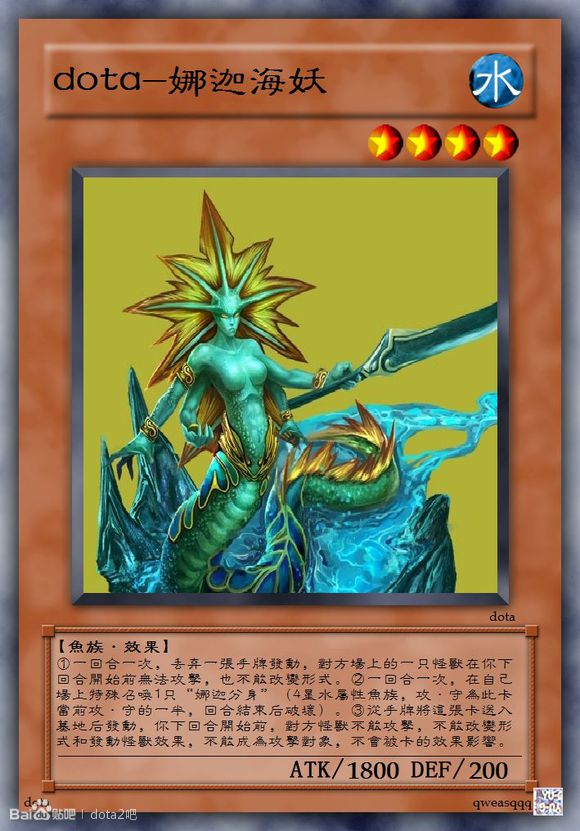 dota-娜迦海妖
水
dota
【魚族·效果】
①一回合一次，丢弃一張手牌發動，對方場上的一只怪獸在你下
回合開始前無法攻擊，也不能改變形式。②一回合一次，在自己
場上特殊召喚1只“娜迦分身”（4星水屬性魚族，攻·守為此卡
當前攻·守的一半，回合結束后破壞）。③從手牌將這張卡送入
墓地后發動，你下回合開始前，對方怪獸不能攻擊，不能改變形
式和發動怪獸效果，不能成為攻擊對象，不會被卡的效果影響。
ATK/1800 DEF/200
qweasqqq
Bai 贴吧 | dota2吧